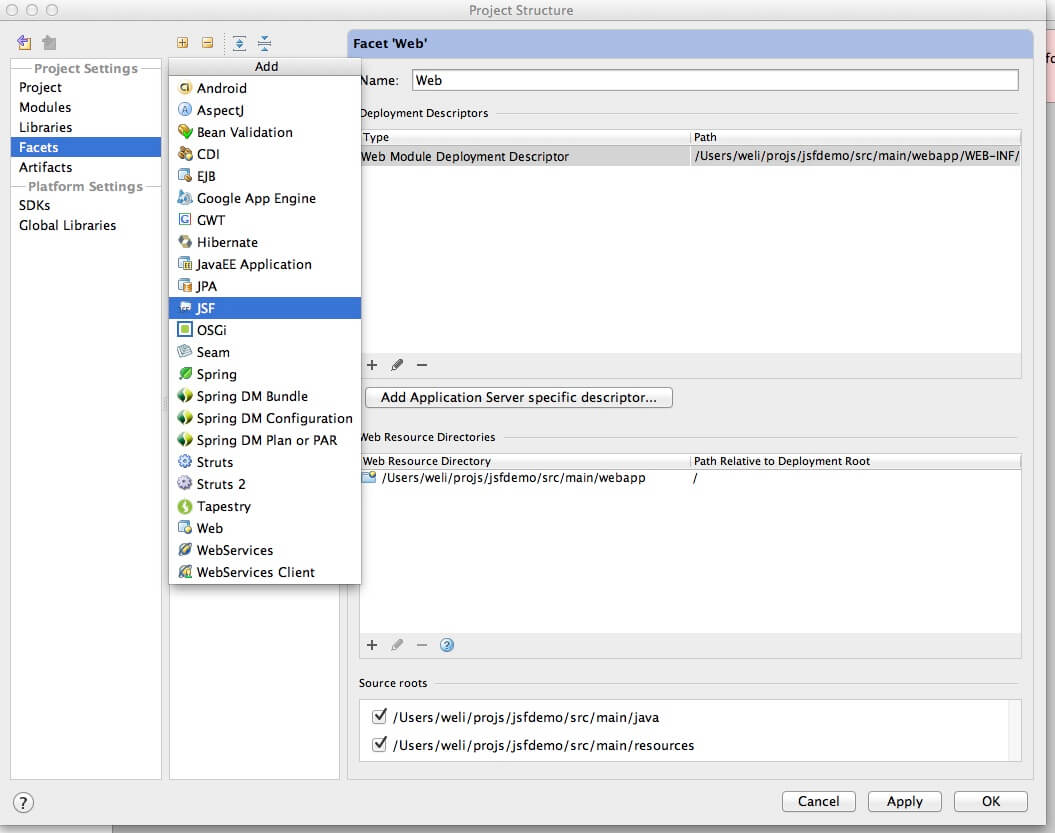 Project Structure
Project Settings
Project
Modules
Libraries
Facets
Artifacts
Platform Settings
SDKs
Global Libraries
Add
Android
AspectJ
Bean Validation
CDI
EJB
Google App Engine
GWT
Hibernate
JavaEE Application
JPA
JSF
OSGi
Seam
Spring
Spring DM Bundle
Spring DM Configuration
Spring DM Plan or PAR
Struts
Struts 2
Tapestry
Web
WebServices
WebServices Client
Facet 'Web'
Name: Web
Deployment Descriptors
Type Path
Web Module Deployment Descriptor /Users/weli/projs/jsfdemo/src/main/webapp/WEB-INF/
Add Application Server specific descriptor...
Web Resource Directories
Web Resource Directory Path Relative to Deployment Root
/Users/weli/projs/jsfdemo/src/main/webapp /
Source roots
/Users/weli/projs/jsfdemo/src/main/java
/Users/weli/projs/jsfdemo/src/main/resources
? Cancel Apply OK